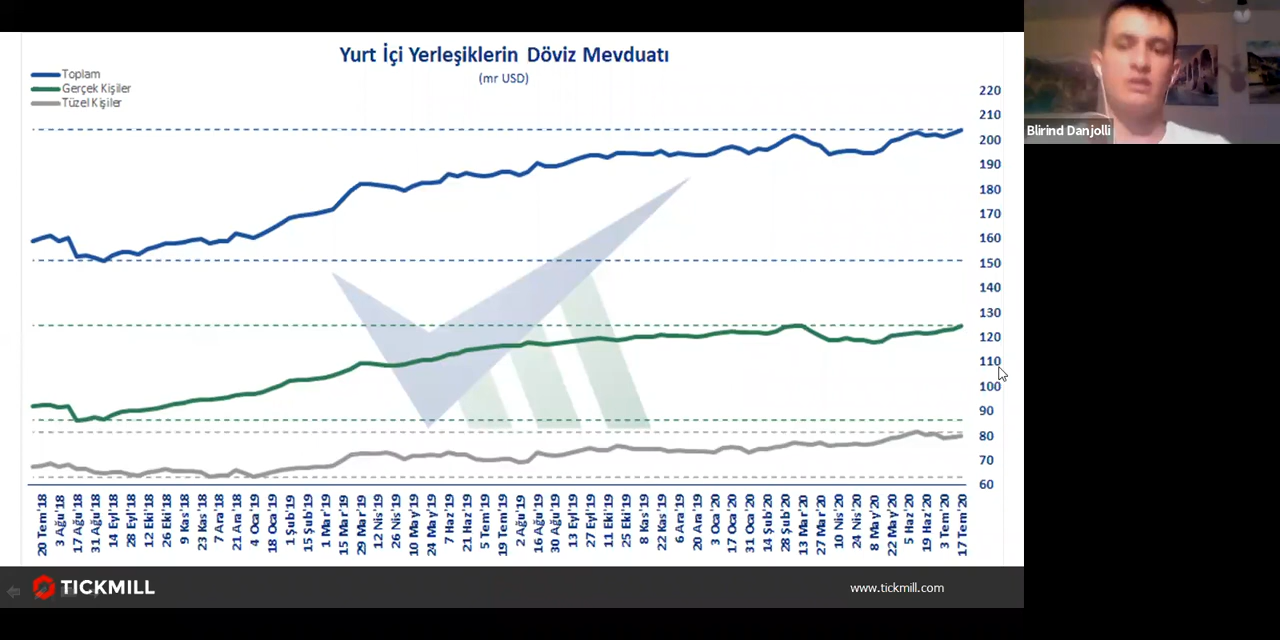 Yurt İçi Yerleşiklerin Döviz Mevduatı
(mr USD)
Toplam
Gerçek Kişiler
Tüzel Kişiler
220
210
200
190
180
170
160
150
140
130
120
110
100
90
80
70
60
20 Tem'18
3 Ağu'18
17 Ağu'18
31 Ağu'18
14 Eyl'18
28 Eyl'18
12 Eki'18
26 Eki'18
9 Kas'18
23 Kas'18
7 Ara'18
21 Ara'18
4 Oca'19
18 Oca'19
1 Şub'19
15 Şub'19
1 Mar'19
15 Mar'19
29 Mar'19
12 Nis'19
26 Nis'19
10 May'19
24 May'19
7 Haz'19
21 Haz'19
5 Tem'19
19 Tem'19
2 Ağu'19
16 Ağu'19
30 Ağu'19
13 Eyl'19
27 Eyl'19
11 Eki'19
25 Eki'19
8 Kas'19
22 Kas'19
6 Ara'19
20 Ara'19
3 Oca'20
17 Oca'20
31 Oca'20
14 Şub'20
28 Şub'20
13 Mar'20
27 Mar'20
10 Nis'20
24 Nis'20
8 May'20
22 May'20
5 Haz'20
19 Haz'20
3 Tem'20
17 Tem'20
TICKMILL
www.tickmill.com
Blirind Danjolli